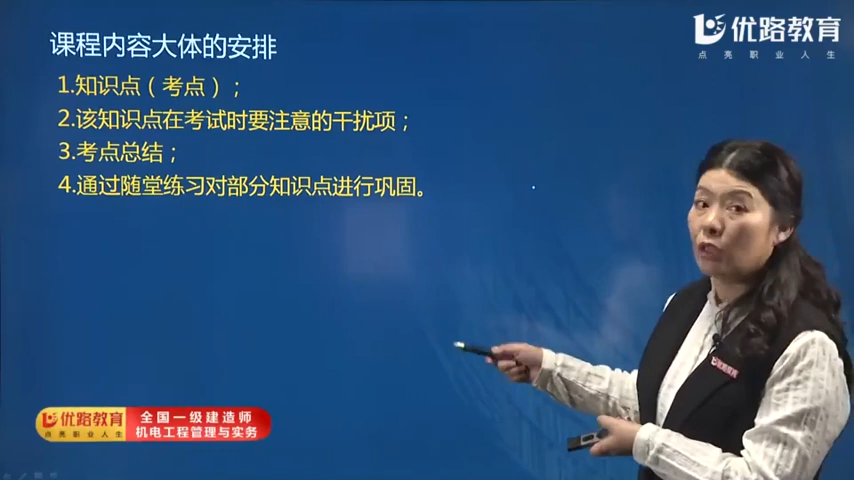 优路教育
点亮职业人生
课程内容大体的安排
1.知识点（考点）；
2.该知识点在考试时要注意的干扰项；
3.考点总结；
4.通过随堂练习对部分知识点进行巩固。
优路教育
优路教育
点亮职业人生
全国一级建造师
机电工程管理与实务